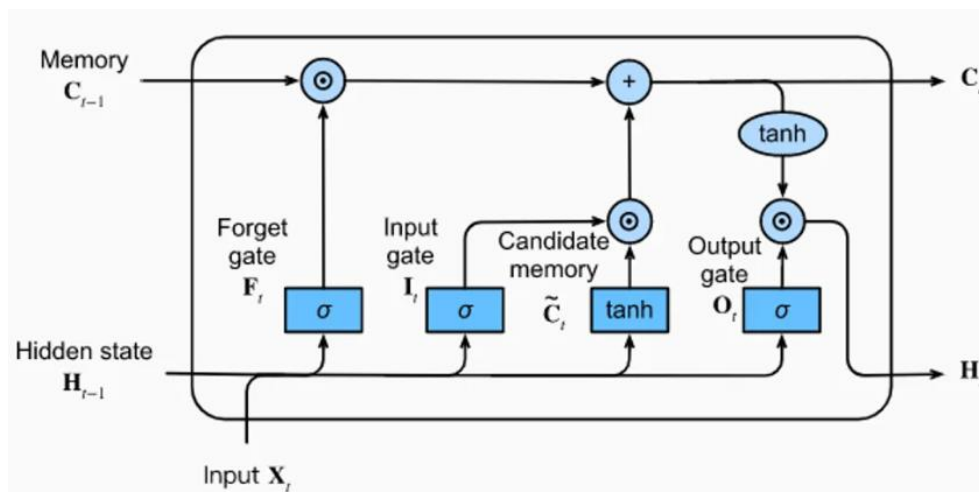 Memory
C_{t-1}
C
tanh
Forget
gate
F_t
Input
gate
I_t
Candidate
memory
C̃_t
Output
gate
O_t
σ
σ
tanh
σ
Hidden state
H_{t-1}
H
Input X_t